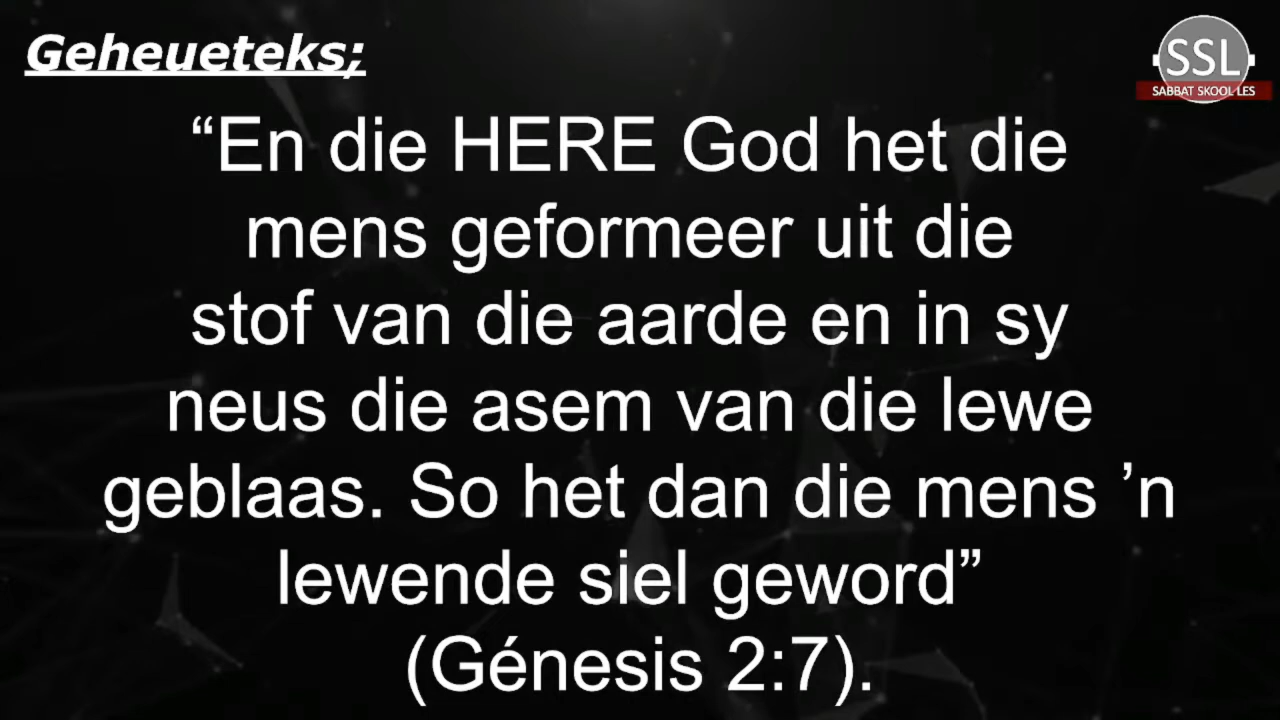 Geheueteks;
SSL
SABBAT SKOOL LES
“En die HERE God het die
mens geformeer uit die
stof van die aarde en in sy
neus die asem van die lewe
geblaas. So het dan die mens ’n
lewende siel geword”
(Génesis 2:7).